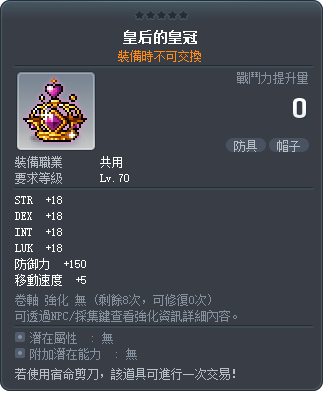 皇后的皇冠
裝備時不可交換
戰鬥力提升量
0
防具 帽子
裝備職業 共用
要求等級 Lv.70
STR +18
DEX +18
INT +18
LUK +18
防御力 +150
移動速度 +5
卷軸 強化 無 (剩餘8次, 可修復0次)
可透過NPC/採集鍵查看強化資訊詳細內容。
潛在屬性 : 無
附加潛在能力 : 無
若使用宿命剪刀，該道具可進行一次交易!